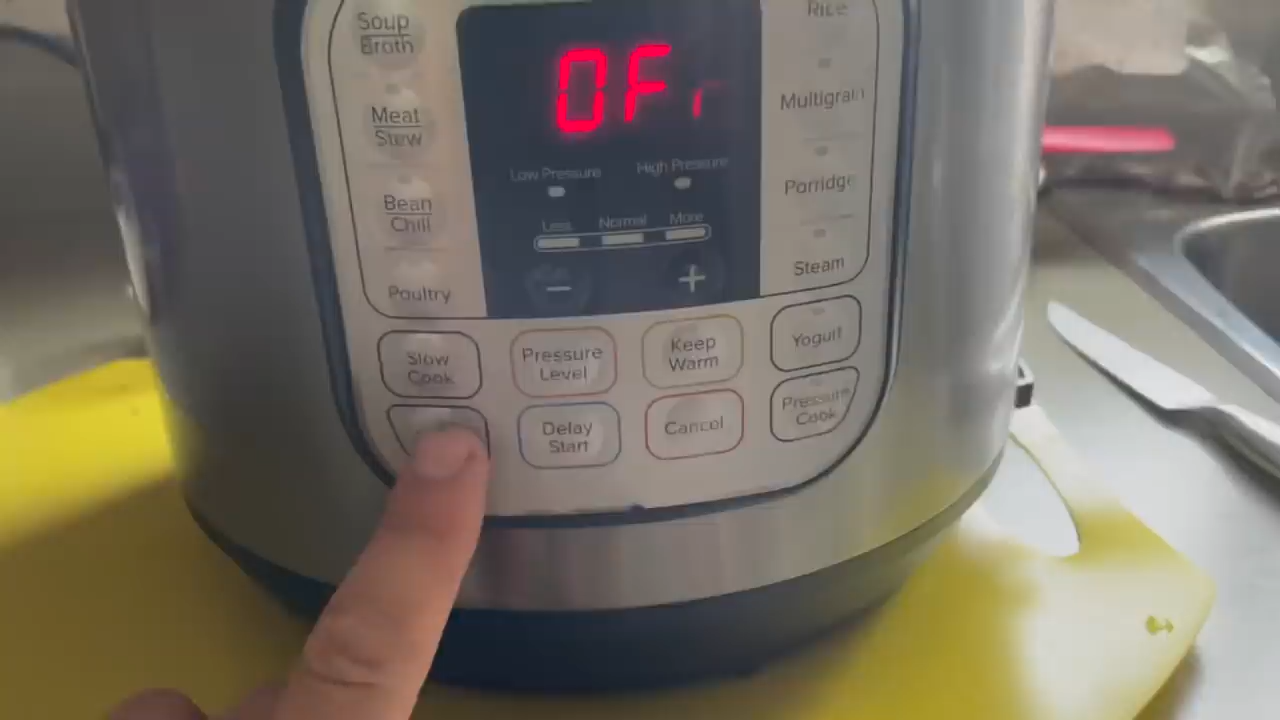 Soup
Broth
Meat
Stew
Bean
Chili
Poultry
OF
Low Pressure
High Pressure
Less
Normal
More
−
+
Rice
Multigrain
Porridge
Steam
Slow
Cook
Pressure
Level
Keep
Warm
Yogurt
Delay
Start
Cancel
Pressure
Cook